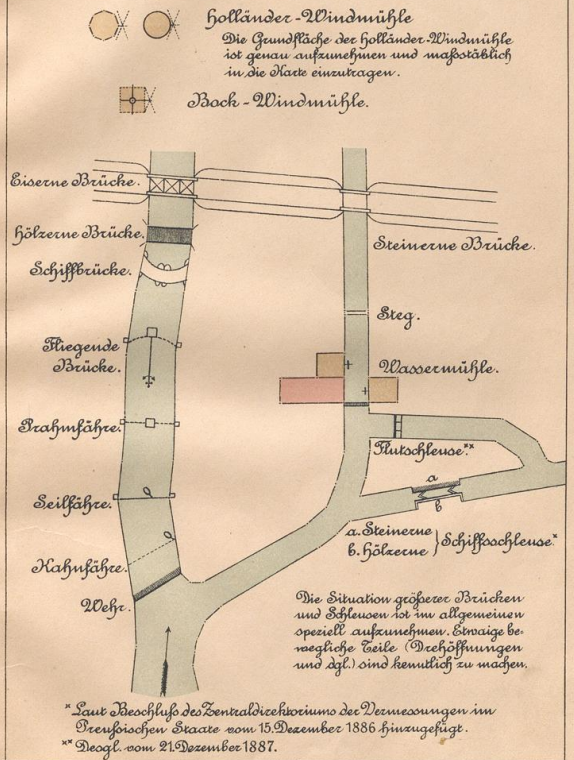 Holländer-Windmühle
Die Grundfläche der Holländer-Windmühle
ist genau aufzunehmen und maßstäblich
in die Karte einzutragen.
Bock-Windmühle.
Eiserne Brücke.
Hölzerne Brücke.
Steinerne Brücke.
Schiffbrücke.
Steg.
Fliegende
Brücke.
Wassermühle.
Prahmfähre.
Flutschleuse.**
Seilfähre.
a
b
a. Steinerne
b. Hölzerne } Schiffsschleuse*
Kahnfähre.
Wehr.
Die Situation größerer Brücken
und Schleusen ist im allgemeinen
speziell aufzunehmen. Etwaige be-
wegliche Teile (Drehöffnungen
und dgl.) sind kenntlich zu machen.
* Laut Beschluß des Zentraldirektoriums der Vermessungen im
Preußischen Staate vom 15. Dezember 1886 hinzugefügt.
** Desgl. vom 21. Dezember 1887.